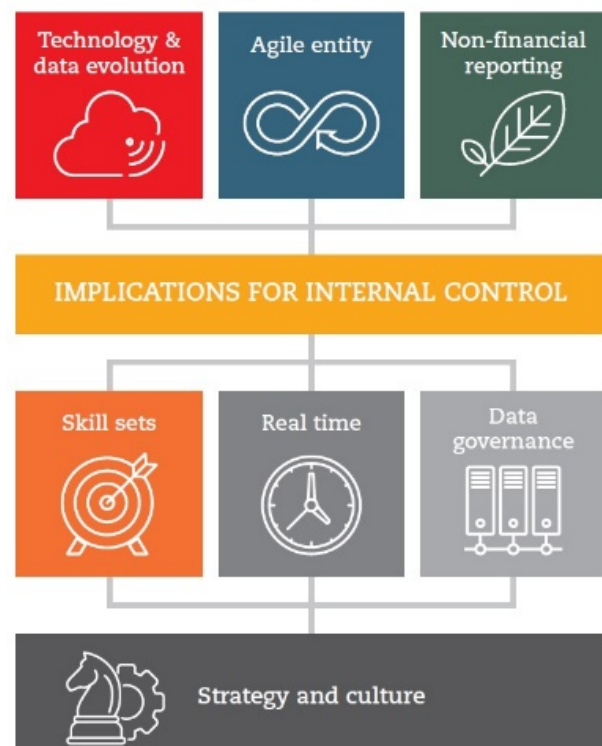 Technology &
data evolution
Agile entity
Non-financial
reporting
IMPLICATIONS FOR INTERNAL CONTROL
Skill sets
Real time
Data
governance
Strategy and culture